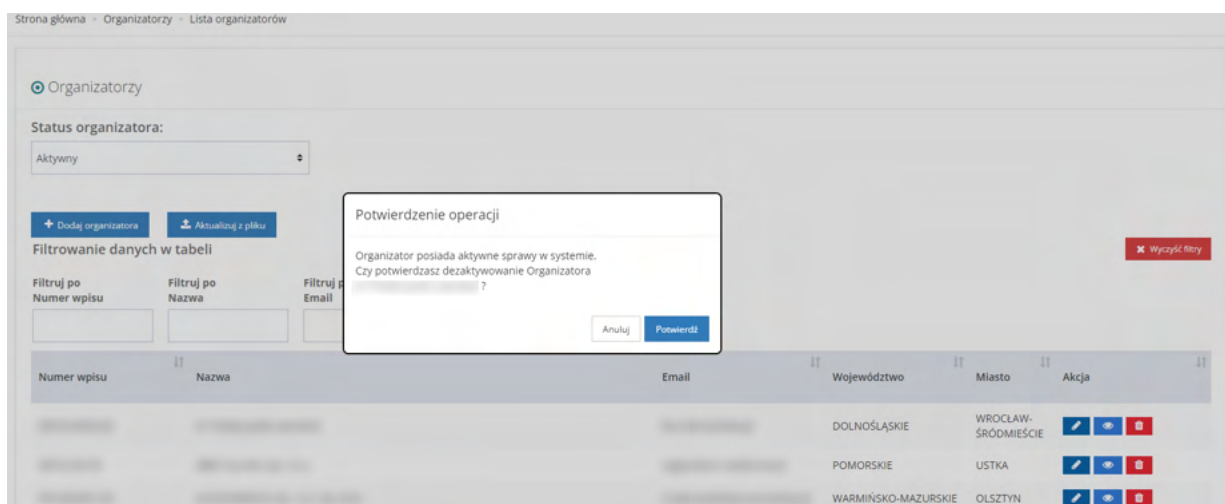 Strona główna - Organizatorzy - Lista organizatorów
Organizatorzy
Status organizatora:
Aktywny
Dodaj organizatora
Aktualizuj z pliku
Filtrowanie danych w tabeli
Wyczyść filtry
Filtruj po
Numer wpisu
Filtruj po
Nazwa
Filtruj
Email
Potwierdzenie operacji
Organizator posiada aktywne sprawy w systemie.
Czy potwierdzasz dezaktywowanie Organizatora
?
Anuluj Potwierdź
Numer wpisu Nazwa Email Województwo Miasto Akcja
DOLNOŚLĄSKIE WROCŁAW-
ŚRÓDMIEŚCIE
POMORSKIE USTKA
WARMIŃSKO-MAZURSKIE OLSZTYN